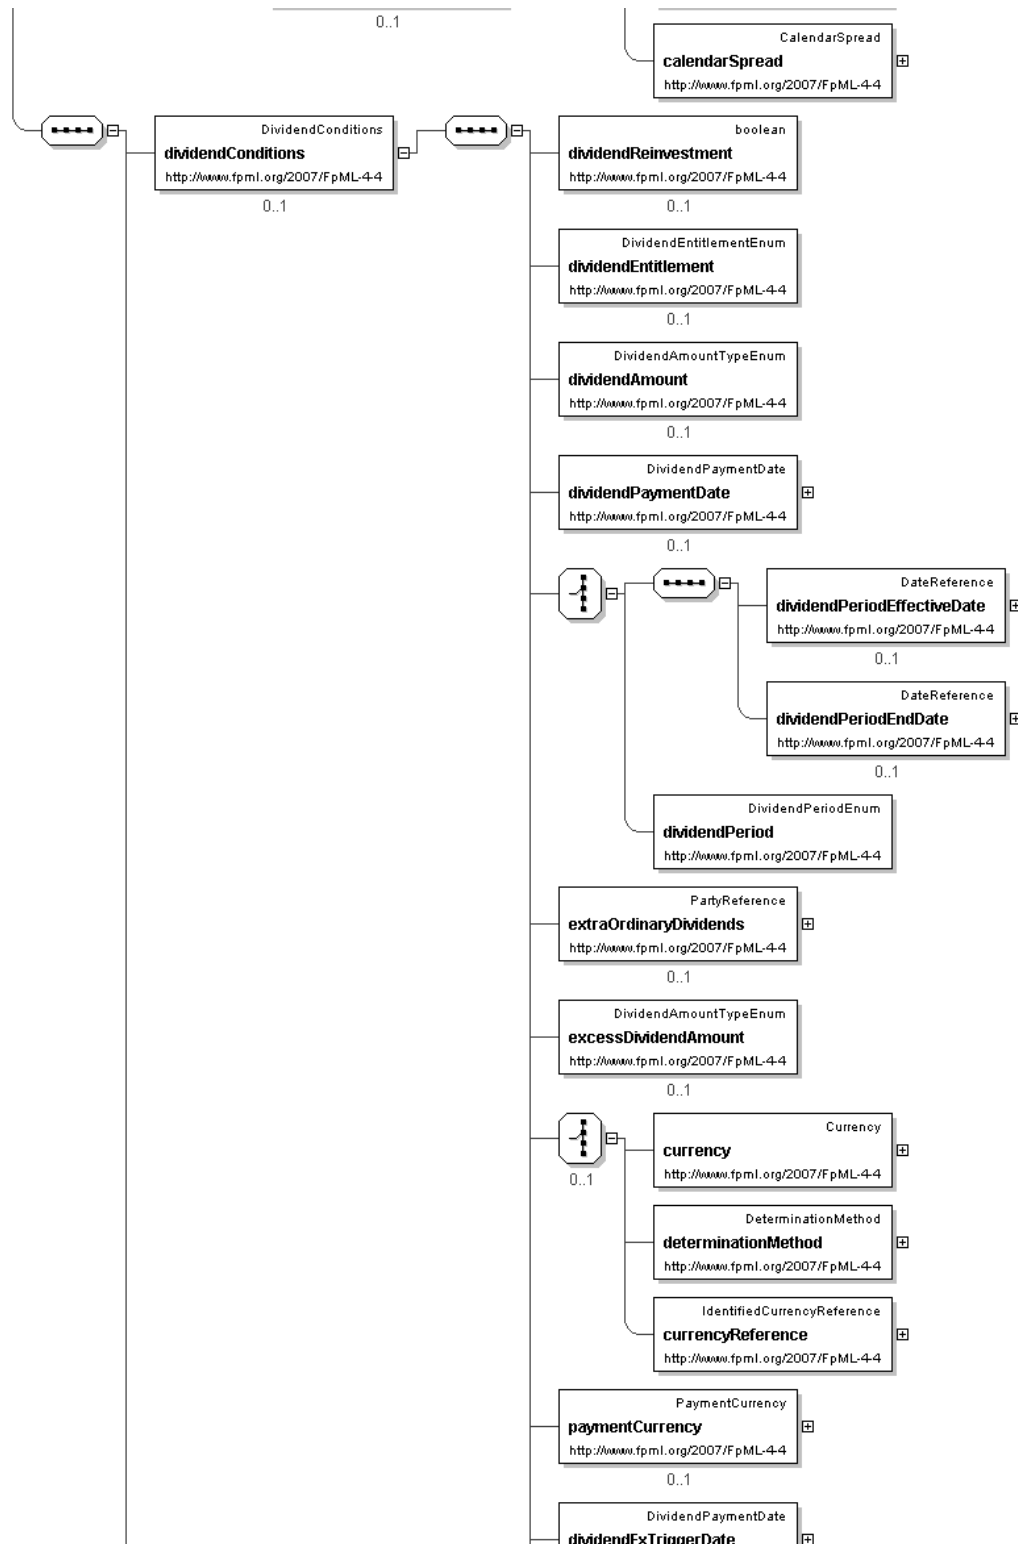 0..1
CalendarSpread
calendarSpread
http://www.fpml.org/2007/FpML-4-4
DividendConditions
dividendConditions
http://www.fpml.org/2007/FpML-4-4
0..1
boolean
dividendReinvestment
http://www.fpml.org/2007/FpML-4-4
0..1
DividendEntitlementEnum
dividendEntitlement
http://www.fpml.org/2007/FpML-4-4
0..1
DividendAmountTypeEnum
dividendAmount
http://www.fpml.org/2007/FpML-4-4
0..1
DividendPaymentDate
dividendPaymentDate
http://www.fpml.org/2007/FpML-4-4
0..1
DateReference
dividendPeriodEffectiveDate
http://www.fpml.org/2007/FpML-4-4
0..1
DateReference
dividendPeriodEndDate
http://www.fpml.org/2007/FpML-4-4
0..1
DividendPeriodEnum
dividendPeriod
http://www.fpml.org/2007/FpML-4-4
PartyReference
extraOrdinaryDividends
http://www.fpml.org/2007/FpML-4-4
0..1
DividendAmountTypeEnum
excessDividendAmount
http://www.fpml.org/2007/FpML-4-4
0..1
0..1
Currency
currency
http://www.fpml.org/2007/FpML-4-4
DeterminationMethod
determinationMethod
http://www.fpml.org/2007/FpML-4-4
IdentifiedCurrencyReference
currencyReference
http://www.fpml.org/2007/FpML-4-4
PaymentCurrency
paymentCurrency
http://www.fpml.org/2007/FpML-4-4
0..1
DividendPaymentDate
dividendFxTriggerDate